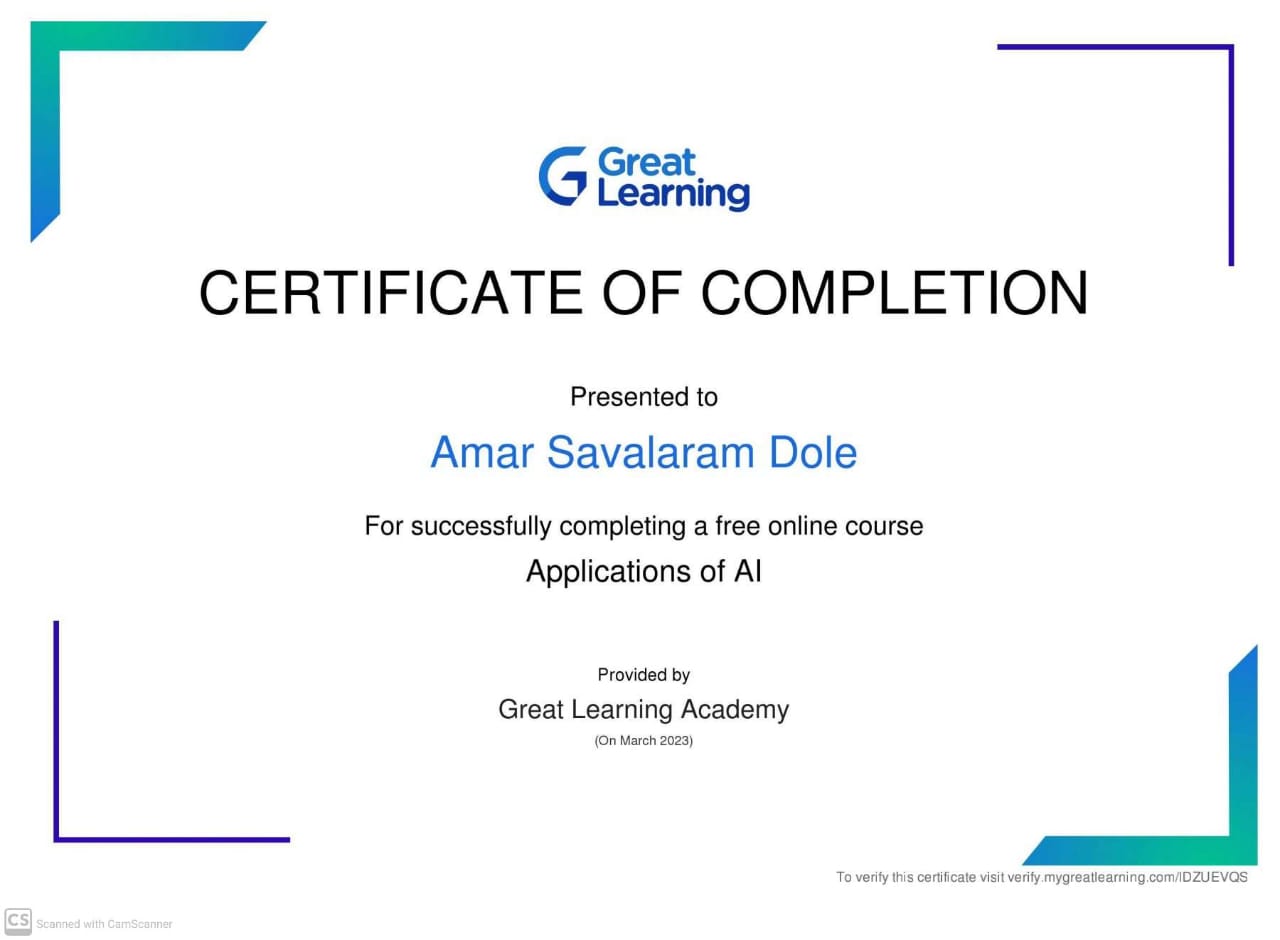 Great
Learning
CERTIFICATE OF COMPLETION
Presented to
Amar Savalaram Dole
For successfully completing a free online course
Applications of AI
Provided by
Great Learning Academy
(On March 2023)
To verify this certificate visit verify.mygreatlearning.com/IDZUEVQS
CS Scanned with CamScanner